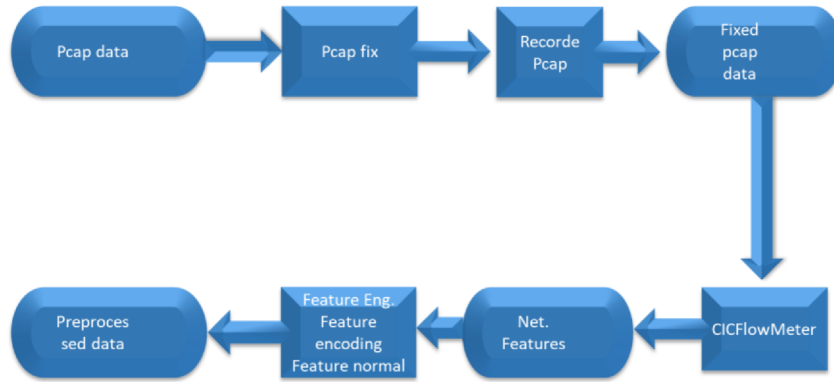 Pcap data
Pcap fix
Recorde
Pcap
Fixed
pcap
data
CICFlowMeter
Net.
Features
Feature Eng.
Feature
encoding
Feature normal
Preproces
sed data